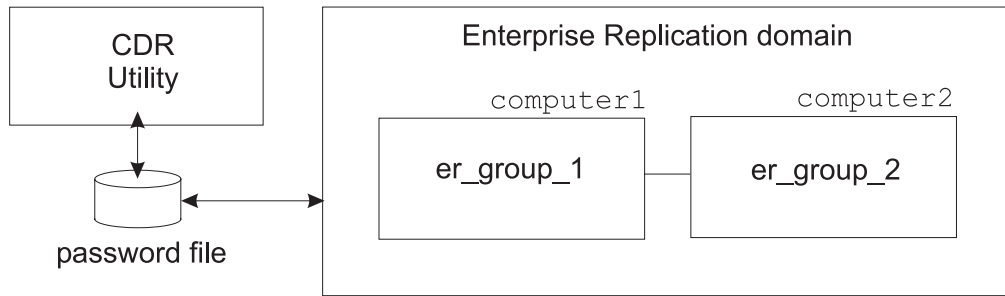 CDR
Utility
password file
Enterprise Replication domain
computer1
er_group_1
computer2
er_group_2